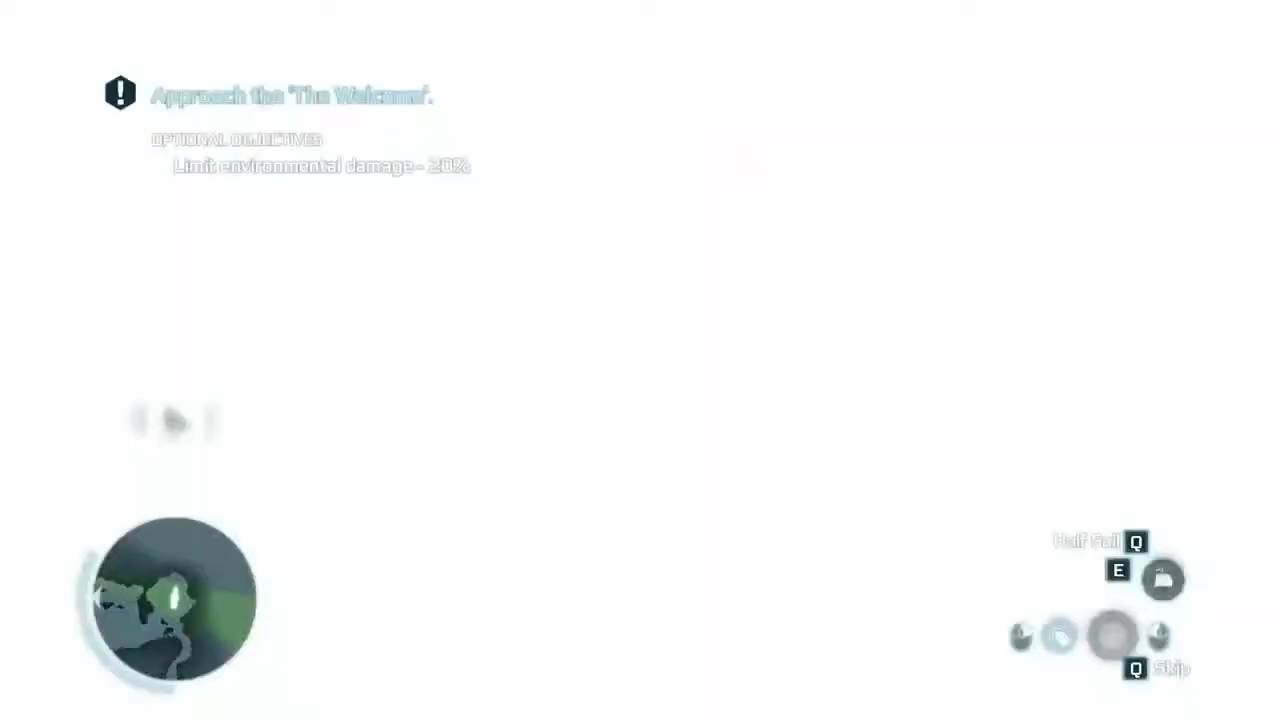 Approach the 'The Welcome'.
OPTIONAL OBJECTIVES
Limit environmental damage - 20%
Half Sail Q
E
Q Skip